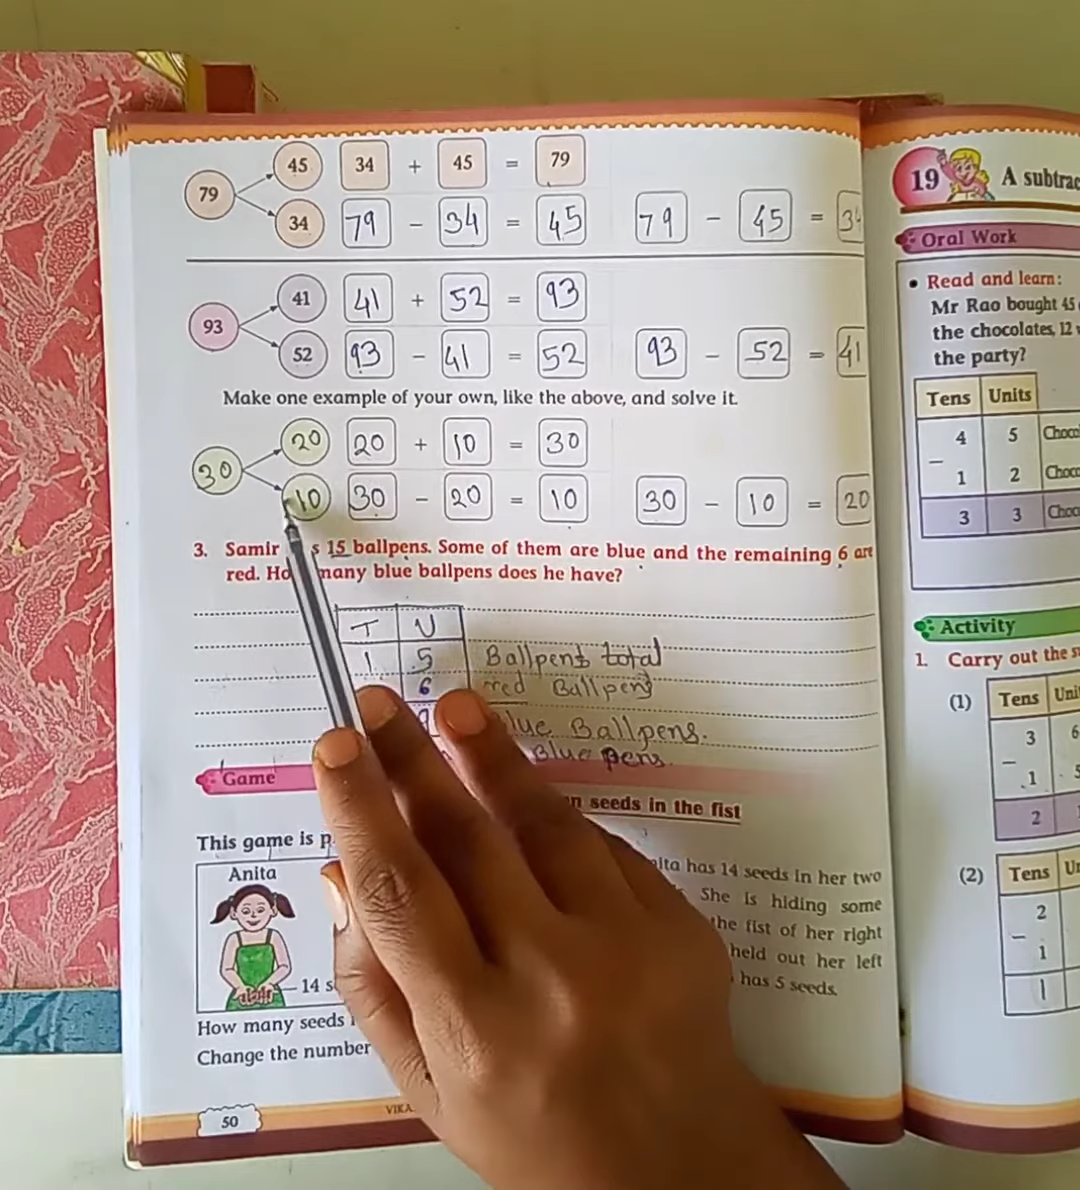 45 34 + 45 = 79
79
34 79 - 34 = 45 79 - 45 = 34
41 41 + 52 = 93
93
52 93 - 41 = 52 93 - 52 = 41
Make one example of your own, like the above, and solve it.
20 20 + 10 = 30
30
10 30 - 20 = 10 30 - 10 = 20
3. Samir s 15 ballpens. Some of them are blue and the remaining 6 are
red. many blue ballpens does he have?
T U
1 5 Ballpens total
6 red Ballpens
Ballpens.
Blue pens.
Game
seeds in the fist
This game is
has 14 seeds in her two
Anita
She is hiding some
the fist of her right
held out her left
14
has 5 seeds.
How many seeds
Change the number
50
19 A
Oral Work
• Read and learn:
Mr Rao bought 45
the chocolates, 12
the party?
Tens Units
4 5
- 1 2
3 3
Activity
1. Carry out the
(1) Tens
3 6
- 1 5
2
(2) Tens
2
- 1
1